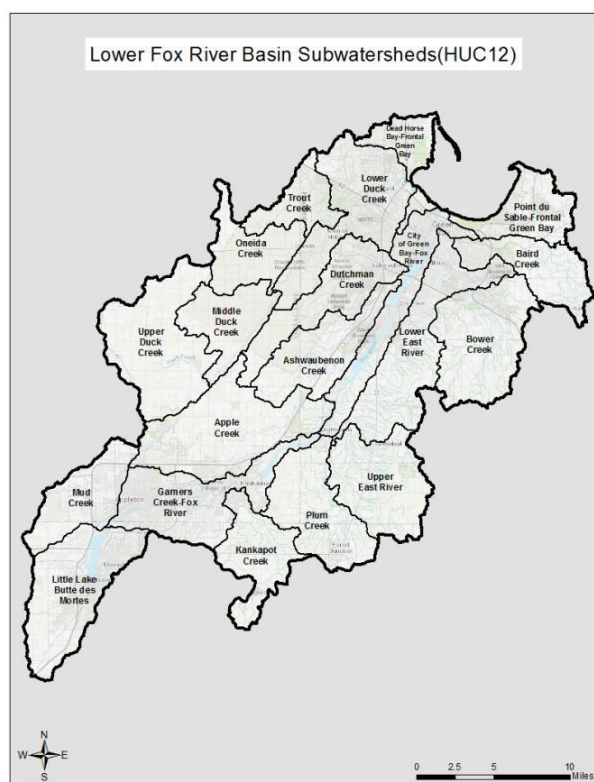 Lower Fox River Basin Subwatersheds(HUC12)
Dead Horse
Bay-Frontal
Green
Bay
Lower
Duck
Creek
Trout
Creek
Point du
Sable-Frontal
Green Bay
City
of Green
Bay-Fox
River
Baird
Creek
Oneida
Creek
Dutchman
Creek
Middle
Duck
Creek
Upper
Duck
Creek
Lower
East
River
Bower
Creek
Ashwaubenon
Creek
Apple
Creek
Upper
East River
Mud
Creek
Appleton
Garners
Creek-Fox
River
Plum
Creek
Kankapot
Creek
Little Lake
Butte des
Mortes
N
W E
S
0 2.5 5 10
Miles